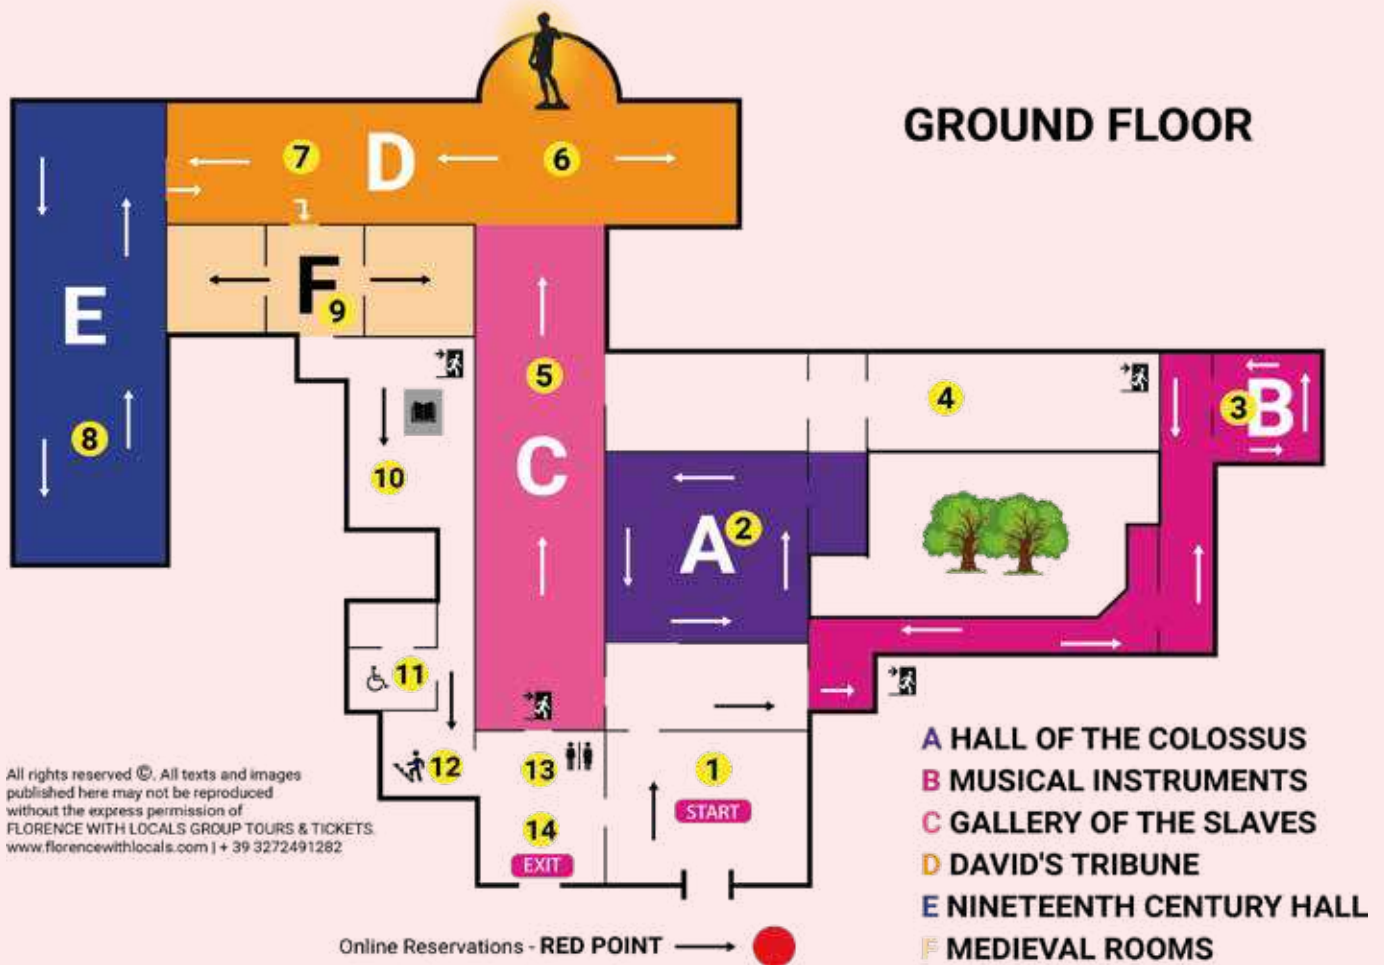 GROUND FLOOR
7
D
6
F
9
E
5
4
3
B
8
10
C
A
2
11
12
13
1
START
14
EXIT
A HALL OF THE COLOSSUS
B MUSICAL INSTRUMENTS
C GALLERY OF THE SLAVES
D DAVID'S TRIBUNE
E NINETEENTH CENTURY HALL
F MEDIEVAL ROOMS
All rights reserved ©. All texts and images
published here may not be reproduced
without the express permission of
FLORENCE WITH LOCALS GROUP TOURS & TICKETS.
www.florencewithlocals.com | + 39 3272491282
Online Reservations - RED POINT